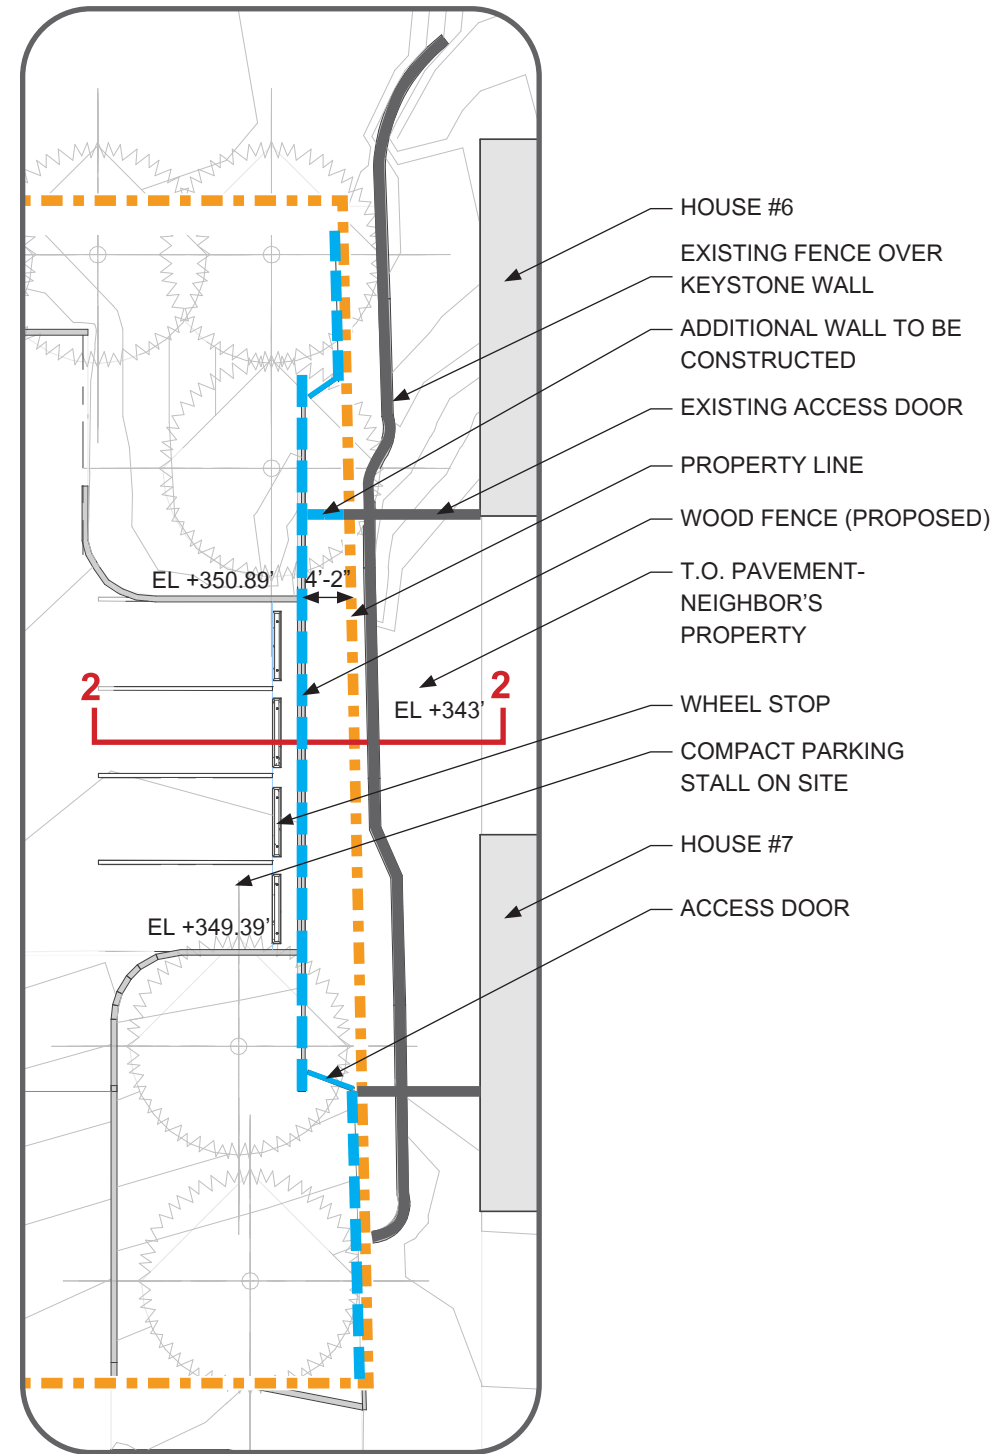 HOUSE #6
EXISTING FENCE OVER
KEYSTONE WALL
ADDITIONAL WALL TO BE
CONSTRUCTED
EXISTING ACCESS DOOR
PROPERTY LINE
WOOD FENCE (PROPOSED)
T.O. PAVEMENT-
NEIGHBOR'S
PROPERTY
WHEEL STOP
COMPACT PARKING
STALL ON SITE
HOUSE #7
ACCESS DOOR
EL +350.89'
4'-2"
2
2
EL +343'
EL +349.39'